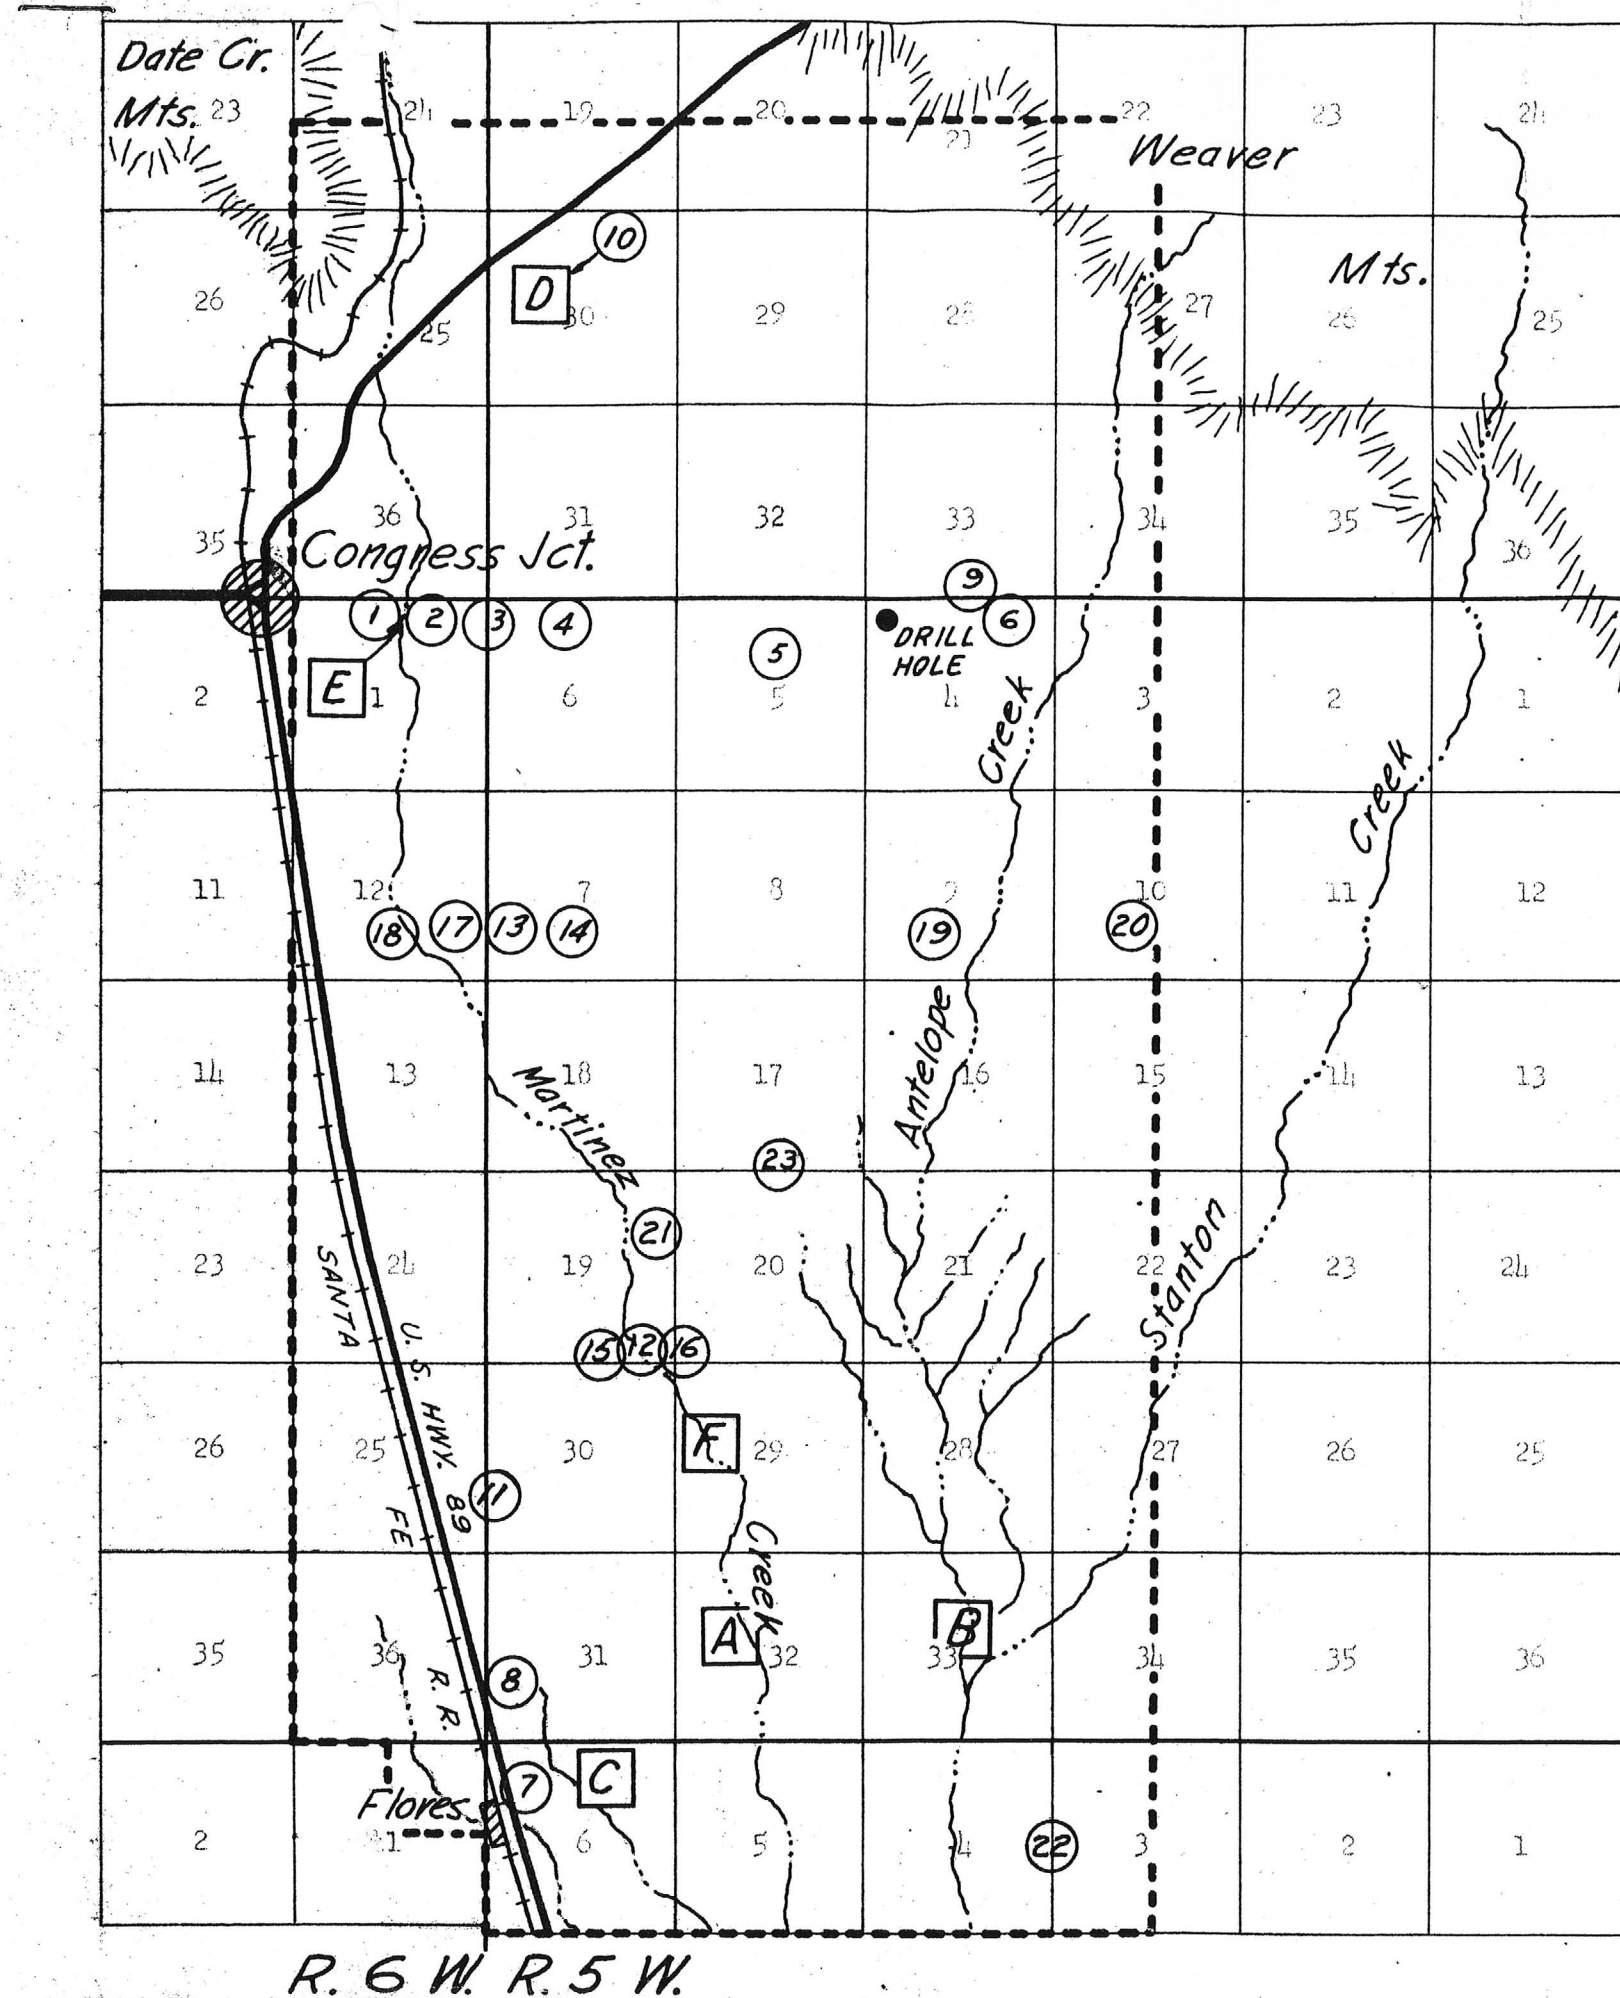 Date Cr.
Mts. 23
24 19 20 21 22 23 24
Weaver
10
Mts.
D
26 25 30 29 28 27 26 25
36 31 32 33 34 35 36
35
Congress Jct.
9
1 2 3 4 6
DRILL
HOLE
5
E
2 1 6 5 4 3 2 1
Creek
Creek
11 12 7 8 9 10 11 12
18 17 13 14 19 20
Antelope
14 13 18 17 16 15 14 13
Martinez
23
21
Stanton
23 24 19 20 21 22 23 24
SANTA
U. S. HWY. 89
15 12 16
F
26 25 30 29 28 27 26 25
11
FE
Creek
A
B
35 36 31 32 33 34 35 36
R. R.
8
7
C
Flores
2 1 6 5 4 3 2 1
22
R. 6 W. R. 5 W.